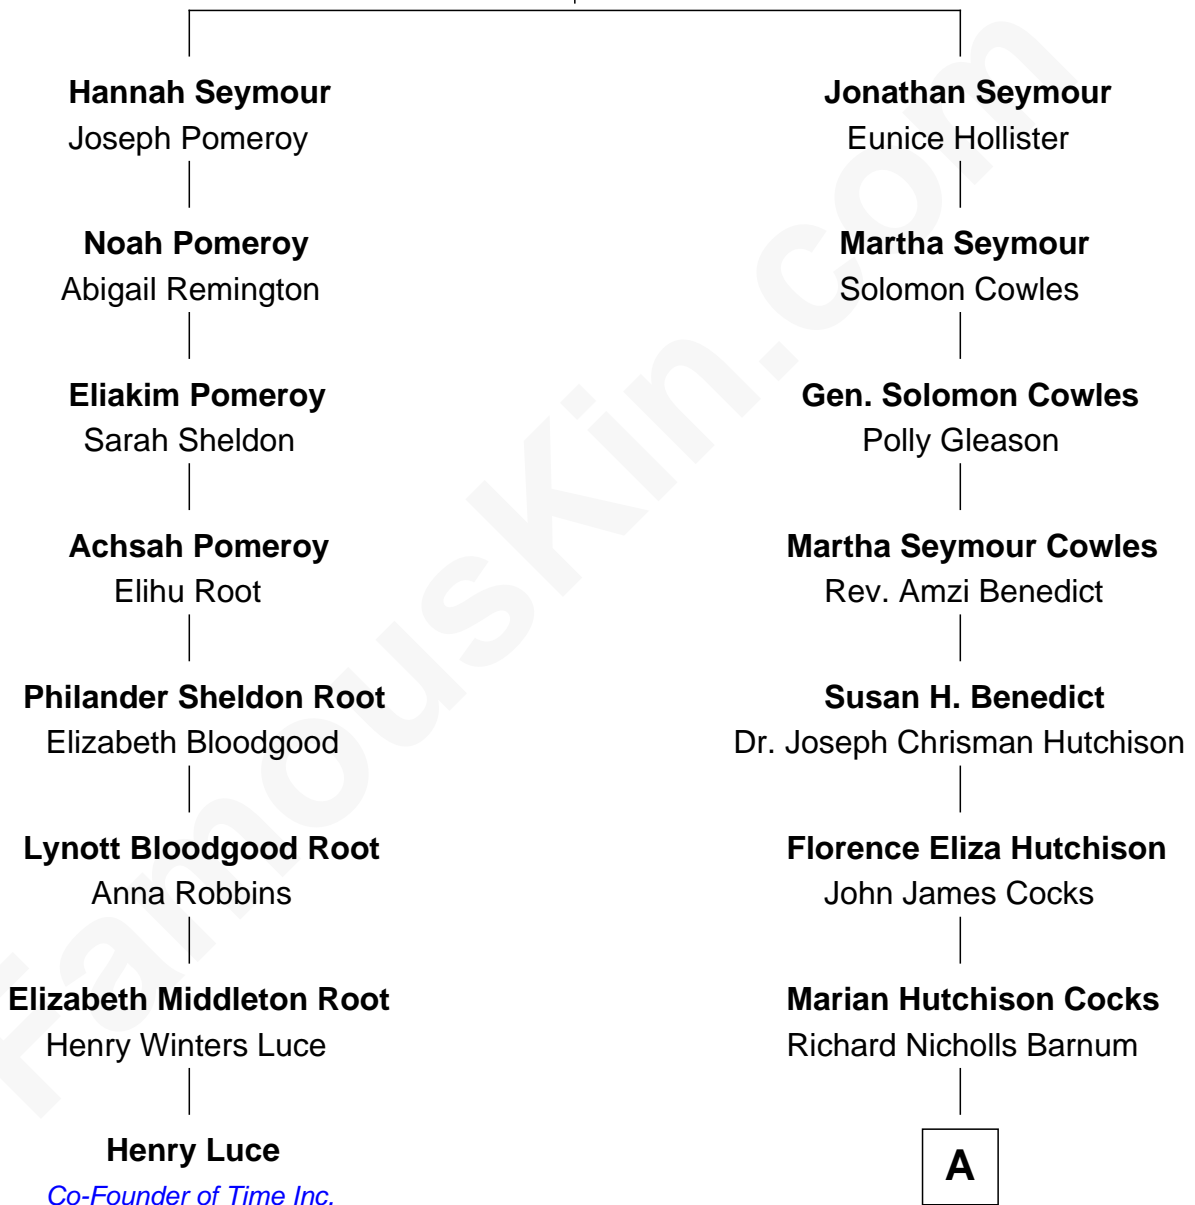 Hannah Seymour
Joseph Pomeroy
Jonathan Seymour
Eunice Hollister
Noah Pomeroy
Abigail Remington
Martha Seymour
Solomon Cowles
Eliakim Pomeroy
Sarah Sheldon
Gen. Solomon Cowles
Polly Gleason
Achsah Pomeroy
Elihu Root
Martha Seymour Cowles
Rev. Amzi Benedict
Philander Sheldon Root
Elizabeth Bloodgood
Susan H. Benedict
Dr. Joseph Chrisman Hutchison
Lynott Bloodgood Root
Anna Robbins
Florence Eliza Hutchison
John James Cocks
Elizabeth Middleton Root
Henry Winters Luce
Marian Hutchison Cocks
Richard Nicholls Barnum
Henry Luce
Co-Founder of Time Inc.
A
FamousKin.com